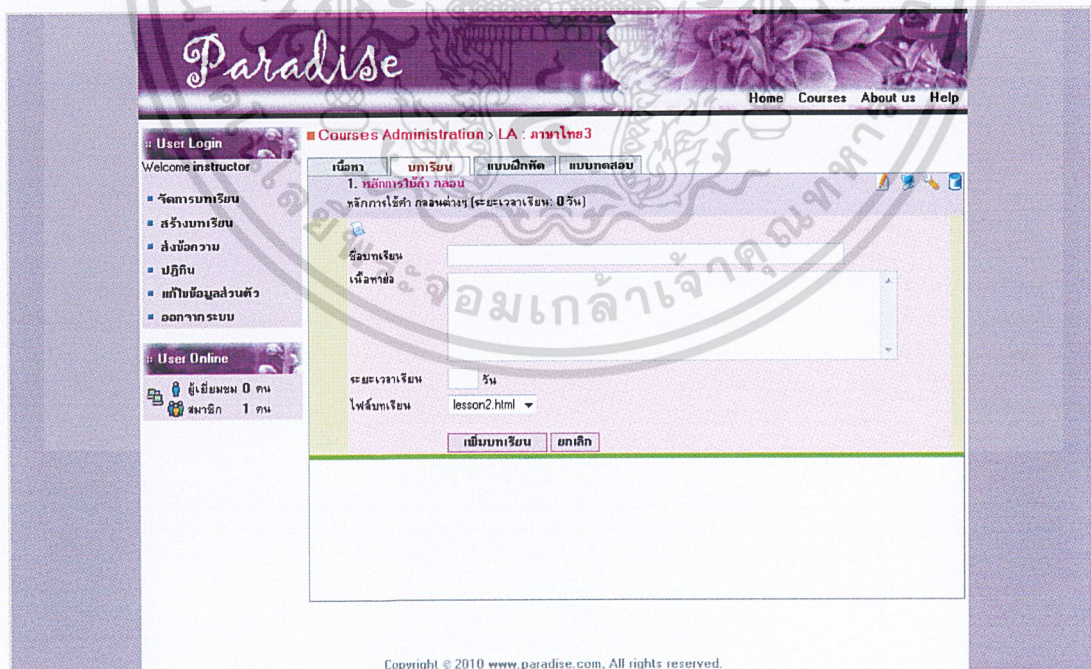 Paradise
Home Courses About us Help
User Login
Welcome instructor
จัดการบทเรียน
สร้างบทเรียน
ส่งข้อความ
ปฏิทิน
แก้ไขข้อมูลส่วนตัว
ออกจากระบบ
User Online
ผู้เยี่ยมชม 0 คน
สมาชิก 1 คน
Courses Administration > LA : ภาษาไทย3
เนื้อหา บทเรียน แบบฝึกหัด แบบทดสอบ
1. หลักการใช้คำ กลอน
หลักการใช้คำ กลอนต่างๆ (ระยะเวลาเรียน: 0 วัน)
ชื่อบทเรียน
เนื้อหาย่อ
ระยะเวลาเรียน วัน
ไฟล์บทเรียน lesson2.html
เพิ่มบทเรียน ยกเลิก
Copyright © 2010 www.paradise.com, All rights reserved.